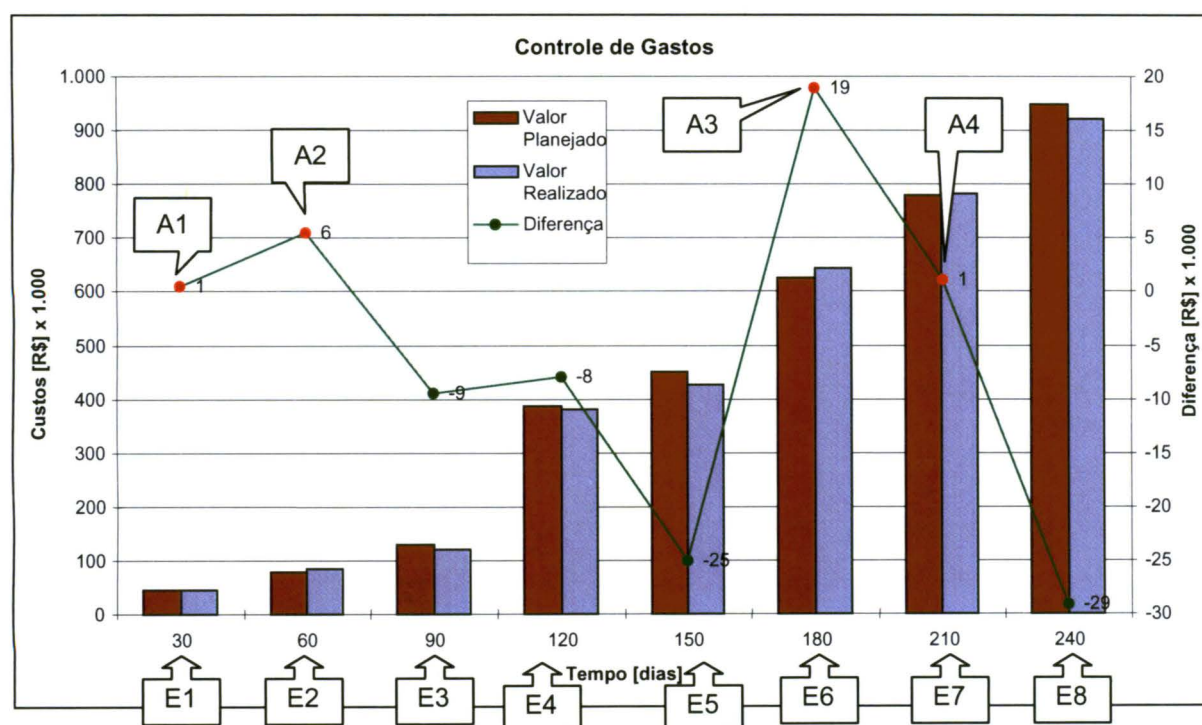 Controle de Gastos
Custos [R$] x 1.000
1.000
900
800
700
600
500
400
300
200
100
0
A1
A2
A3
A4
Valor
Planejado
Valor
Realizado
Diferença
1
6
-9
-8
-25
19
1
-29
20
15
10
5
0
-5
-10
-15
-20
-25
-30
Diferença [R$] x 1.000
30 60 90 120 150 180 210 240
Tempo [dias]
E1 E2 E3 E4 E5 E6 E7 E8